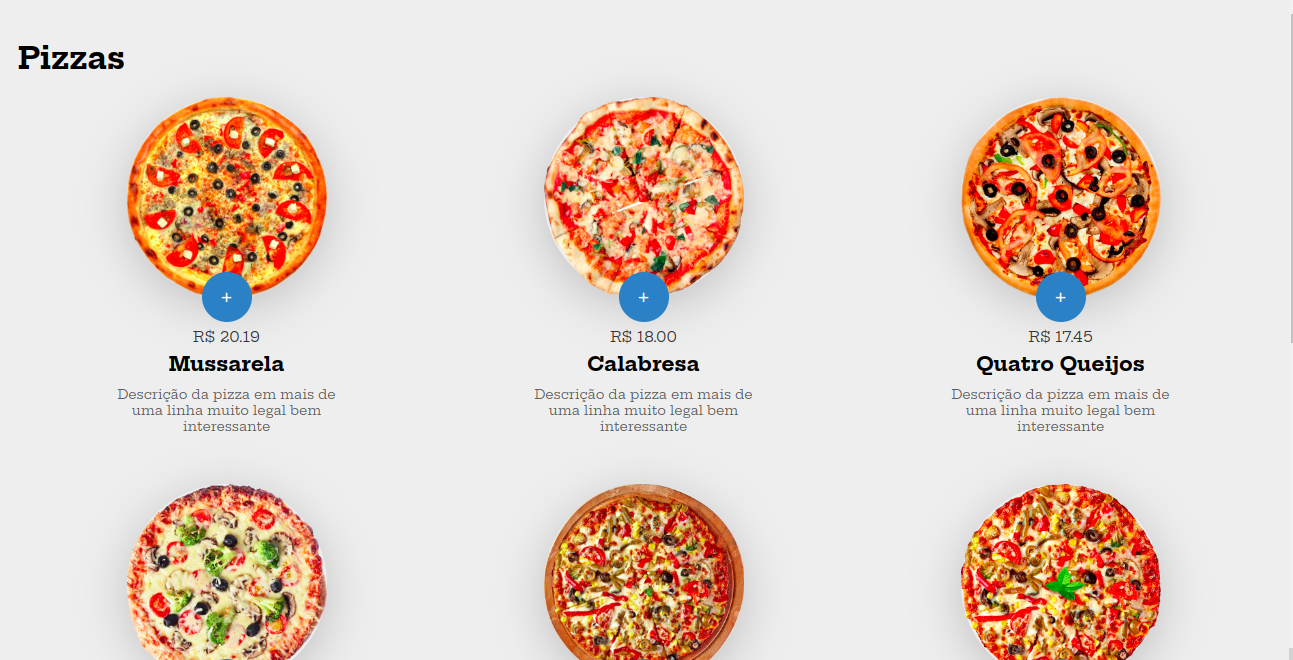 Pizzas
+
+
+
R$ 20.19
R$ 18.00
R$ 17.45
Mussarela
Calabresa
Quatro Queijos
Descrição da pizza em mais de
uma linha muito legal bem
interessante
Descrição da pizza em mais de
uma linha muito legal bem
interessante
Descrição da pizza em mais de
uma linha muito legal bem
interessante